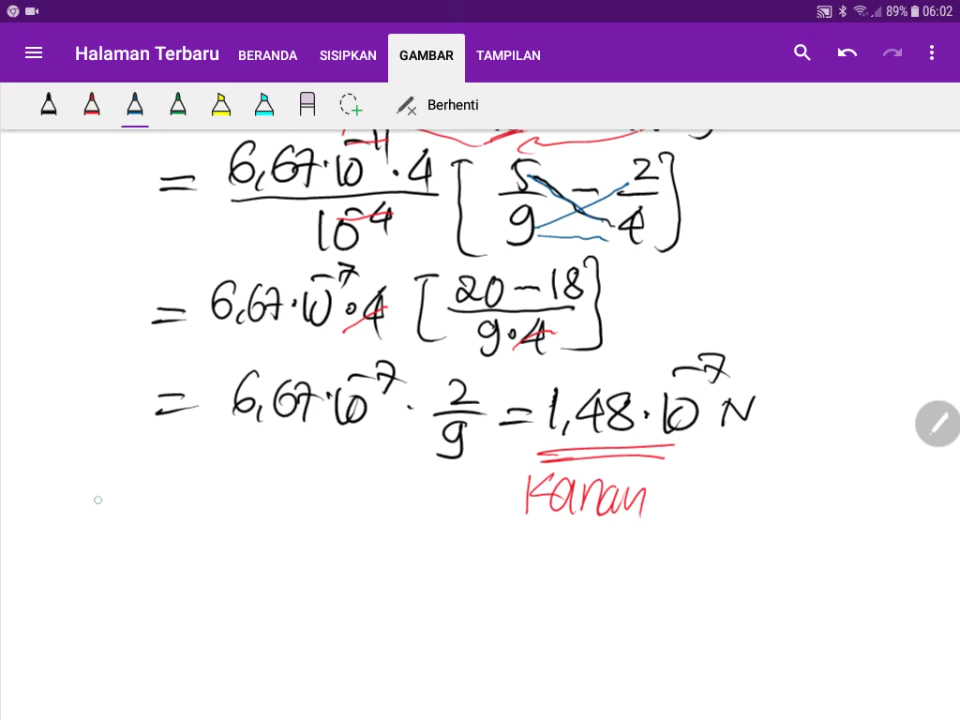 89% 06:02
Halaman Terbaru BERANDA SISIPKAN GAMBAR TAMPILAN
Berhenti
= 6,67·10^-11·4 / 10^-4 [5/9 - 2/4]
= 6,67·10^-7·4 [20-18 / 9·4]
= 6,67·10^-7 · 2/9 = 1,48·10^-7 N
Kanan